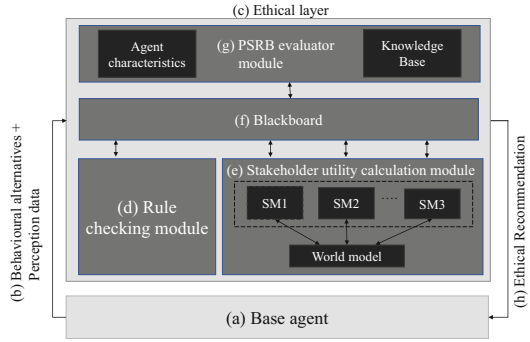 (c) Ethical layer
Agent
characteristics
(g) PSRB evaluator
module
Knowledge
Base
(f) Blackboard
(d) Rule
checking module
(e) Stakeholder utility calculation module
SM1
SM2
.....
SM3
World model
(b) Behavioural alternatives +
Perception data
(h) Ethical Recommendation
(a) Base agent